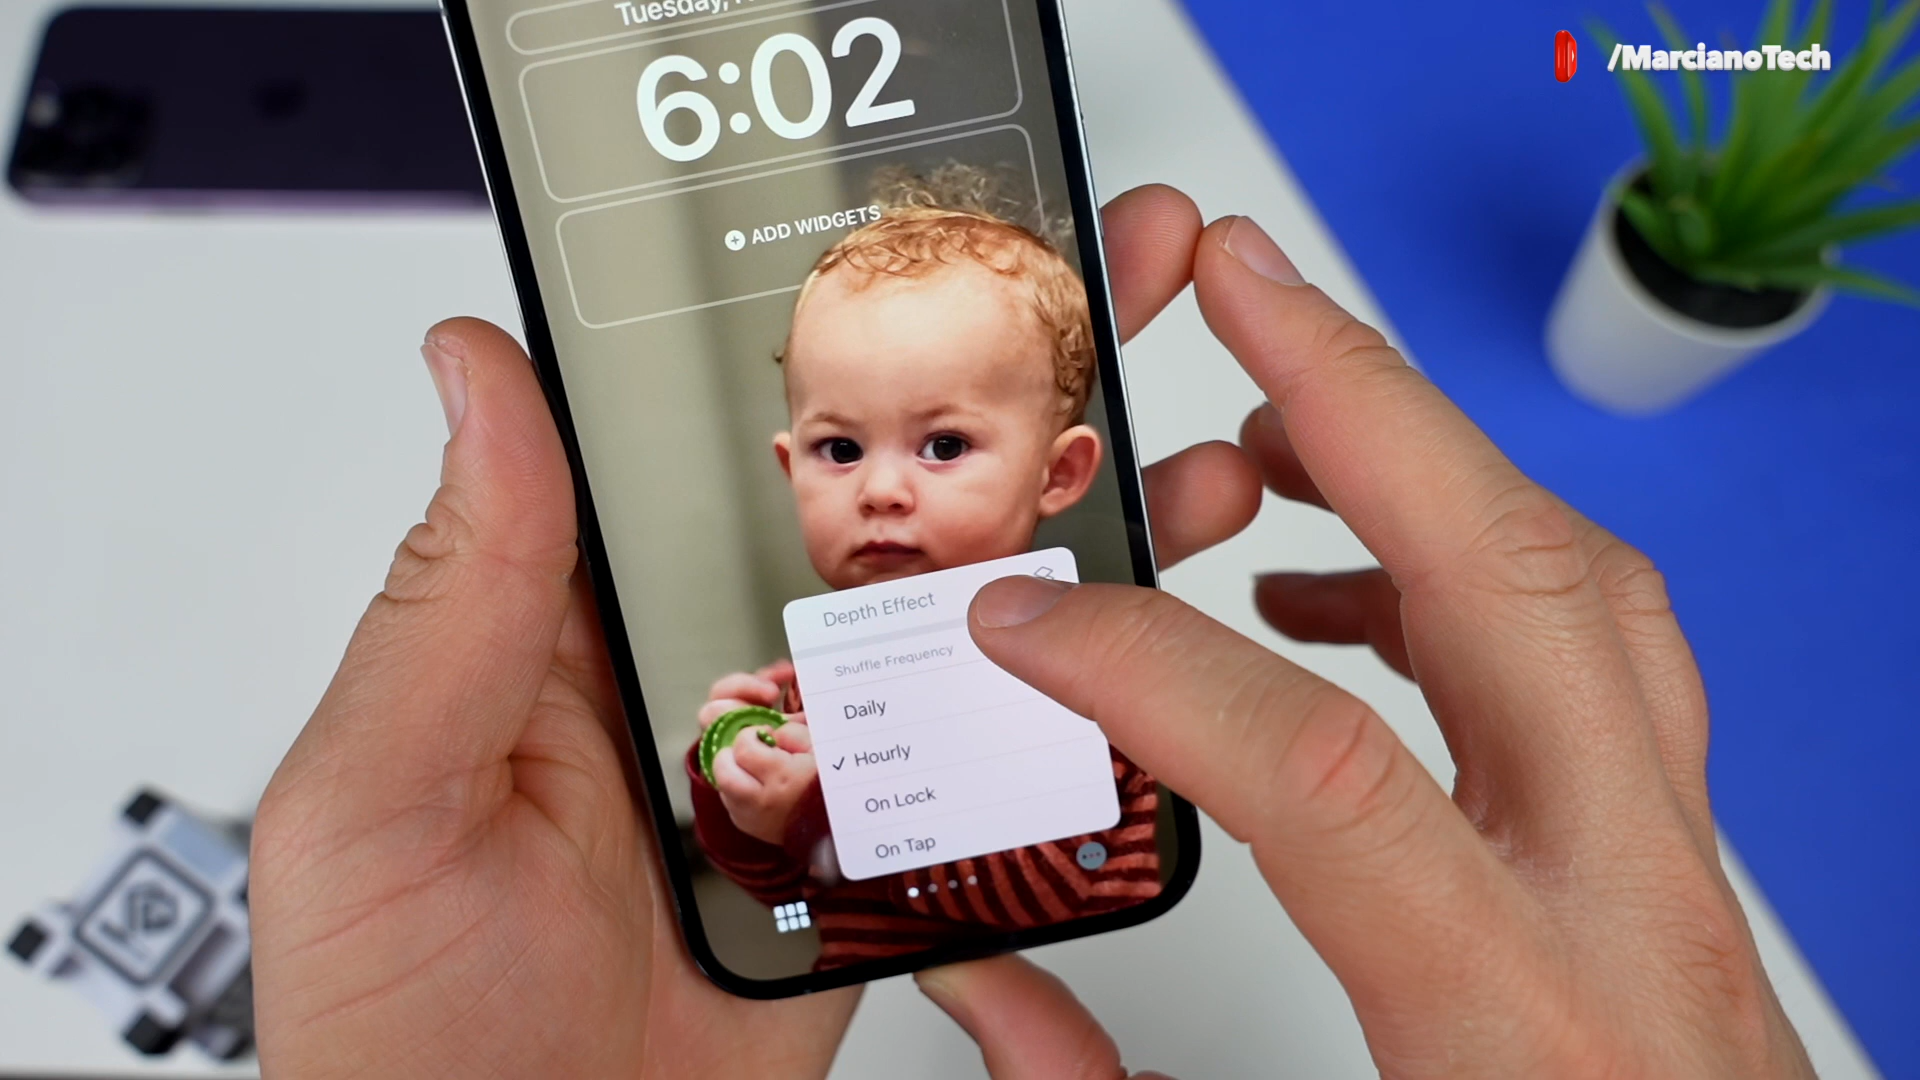 Tuesday,
6:02
ADD WIDGETS
Depth Effect
Shuffle Frequency
Daily
Hourly
On Lock
On Tap
/MarcianoTech